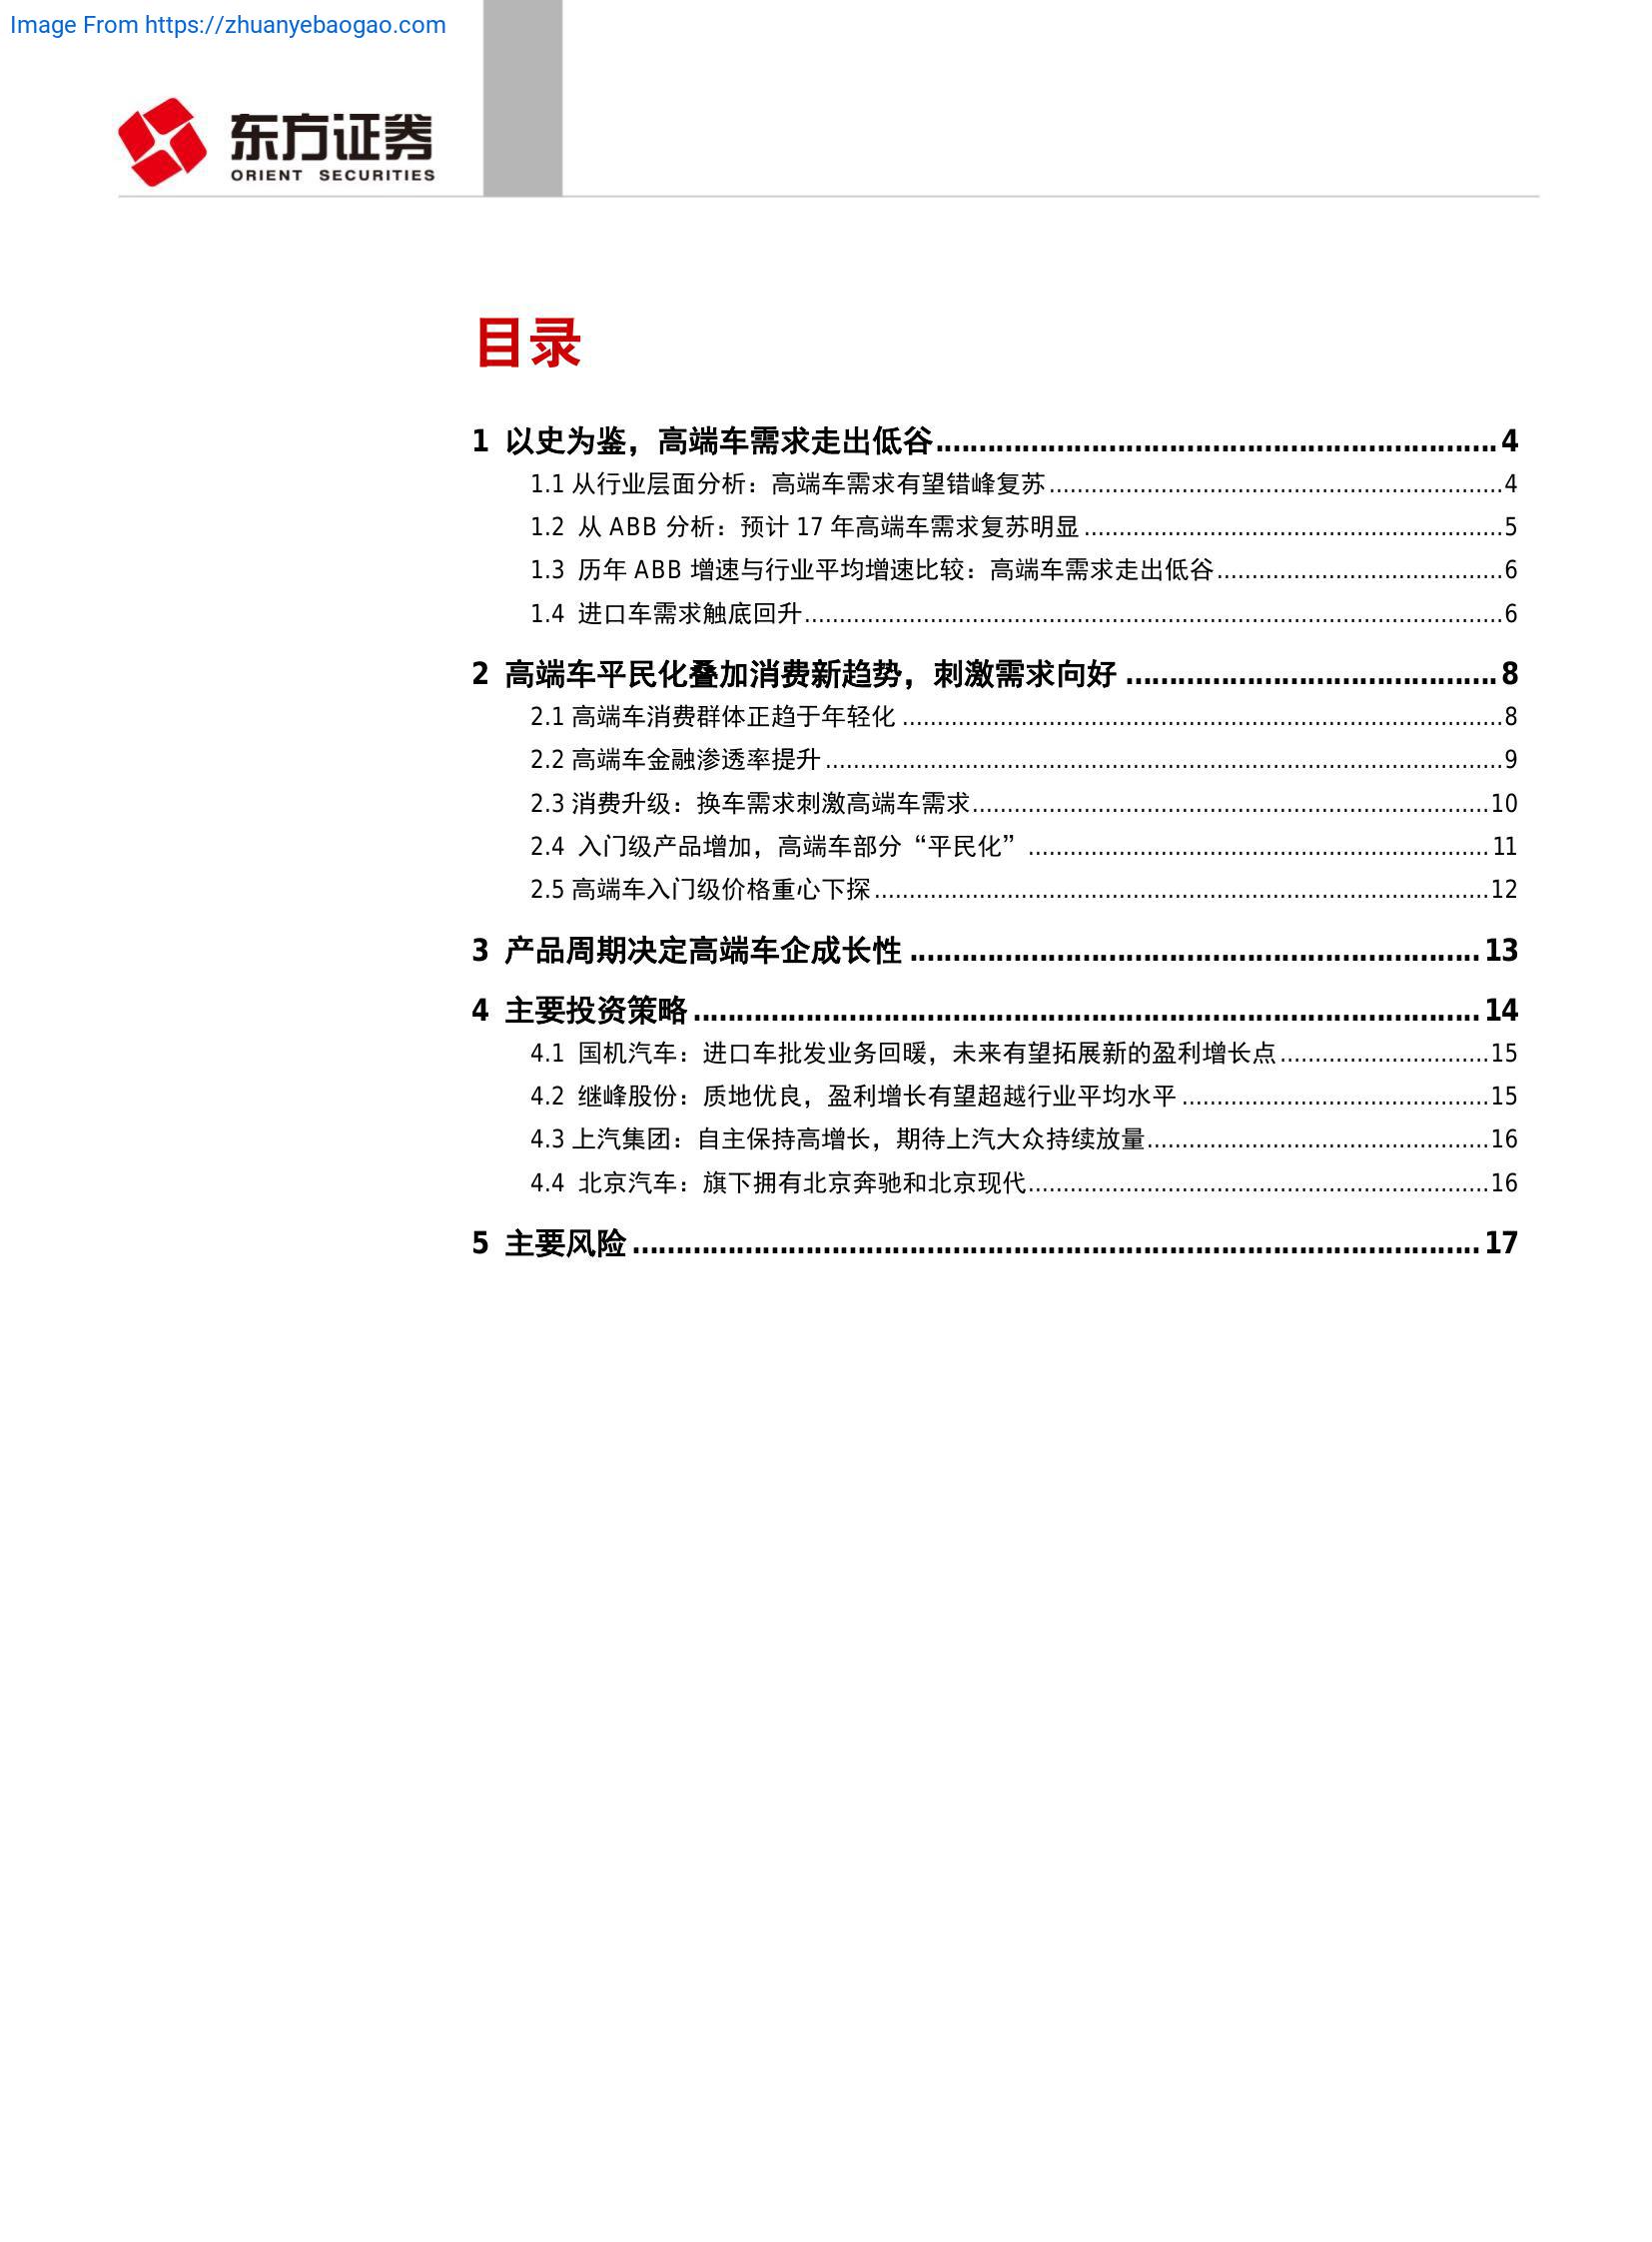 Image From https://zhuanyebaogao.com
东方证券
ORIENT SECURITIES
目录
1 以史为鉴，高端车需求走出低谷................................................................4
1.1 从行业层面分析：高端车需求有望错峰复苏................................................................4
1.2 从 ABB 分析：预计 17 年高端车需求复苏明显................................................................5
1.3 历年 ABB 增速与行业平均增速比较：高端车需求走出低谷.........................................6
1.4 进口车需求触底回升....................................................................................................6
2 高端车平民化叠加消费新趋势，刺激需求向好...........................................8
2.1 高端车消费群体正趋于年轻化......................................................................................8
2.2 高端车金融渗透率提升.................................................................................................9
2.3 消费升级：换车需求刺激高端车需求..........................................................................10
2.4 入门级产品增加，高端车部分“平民化”..................................................................11
2.5 高端车入门级价格重心下探........................................................................................12
3 产品周期决定高端车企成长性.................................................................13
4 主要投资策略..........................................................................................14
4.1 国机汽车：进口车批发业务回暖，未来有望拓展新的盈利增长点..............................15
4.2 继峰股份：质地优良，盈利增长有望超越行业平均水平............................................15
4.3 上汽集团：自主保持高增长，期待上汽大众持续放量.................................................16
4.4 北京汽车：旗下拥有北京奔驰和北京现代..................................................................16
5 主要风险.................................................................................................17